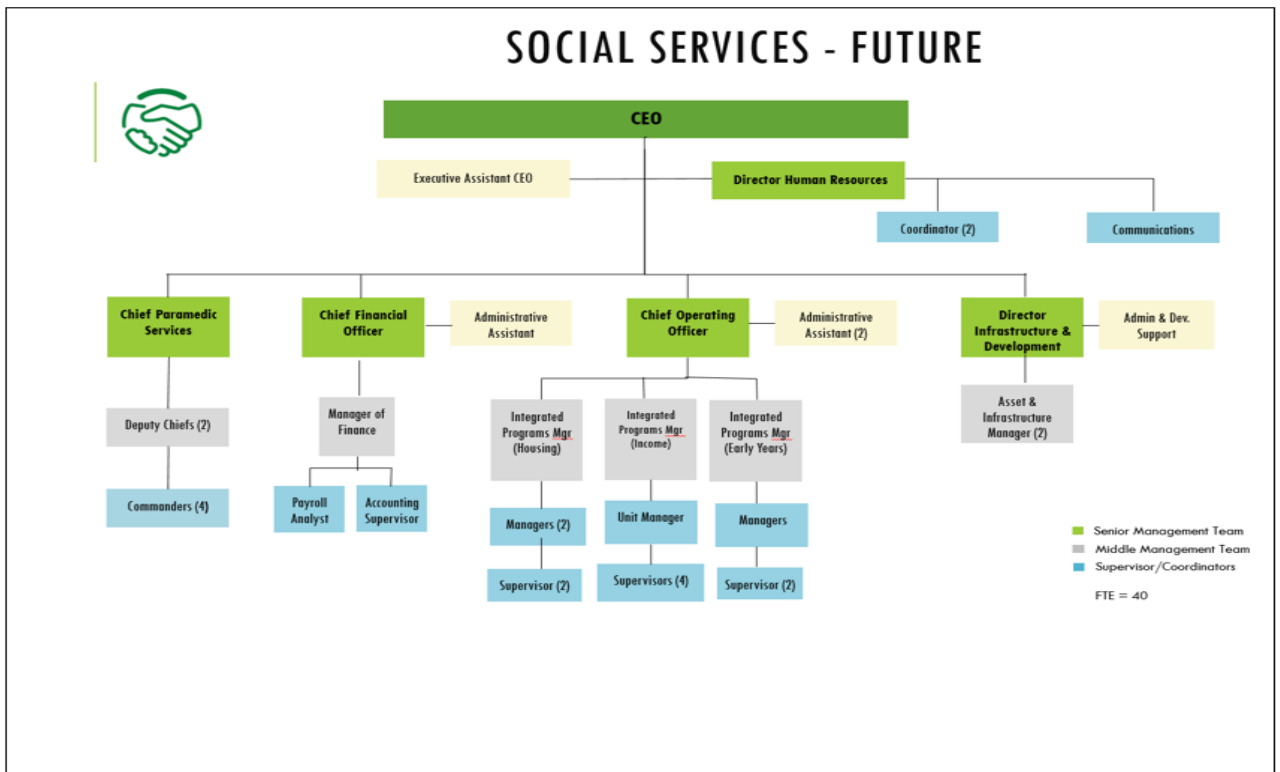 SOCIAL SERVICES - FUTURE
CEO
Executive Assistant CEO
Director Human Resources
Coordinator (2)
Communications
Chief Paramedic
Services
Chief Financial
Officer
Administrative
Assistant
Chief Operating
Officer
Administrative
Assistant (2)
Director
Infrastructure &
Development
Admin & Dev.
Support
Deputy Chiefs (2)
Manager of
Finance
Integrated
Programs Mgr
(Housing)
Integrated
Programs Mgr
(Income)
Integrated
Programs Mgr
(Early Years)
Asset &
Infrastructure
Manager (2)
Commanders (4)
Payroll
Analyst
Accounting
Supervisor
Managers (2)
Unit Manager
Managers
Supervisor (2)
Supervisors (4)
Supervisor (2)
Senior Management Team
Middle Management Team
Supervisor/Coordinators
FTE = 40